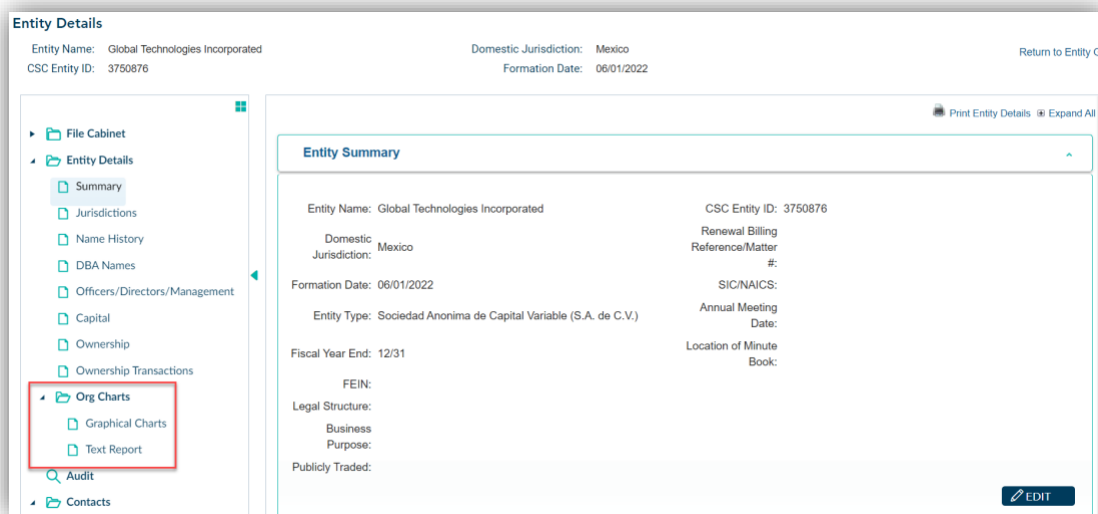 Entity Details
Entity Name: Global Technologies Incorporated
Domestic Jurisdiction: Mexico
CSC Entity ID: 3750876
Formation Date: 06/01/2022
Return to Entity
File Cabinet
Entity Details
Summary
Jurisdictions
Name History
DBA Names
Officers/Directors/Management
Capital
Ownership
Ownership Transactions
Org Charts
Graphical Charts
Text Report
Audit
Contacts
Print Entity Details
Expand All
Entity Summary
Entity Name: Global Technologies Incorporated
Domestic
Jurisdiction: Mexico
Formation Date: 06/01/2022
Entity Type: Sociedad Anonima de Capital Variable (S.A. de C.V.)
Fiscal Year End: 12/31
FEIN:
Legal Structure:
Business
Purpose:
Publicly Traded:
CSC Entity ID: 3750876
Renewal Billing
Reference/Matter
#:
SIC/NAICS:
Annual Meeting
Date:
Location of Minute
Book:
EDIT